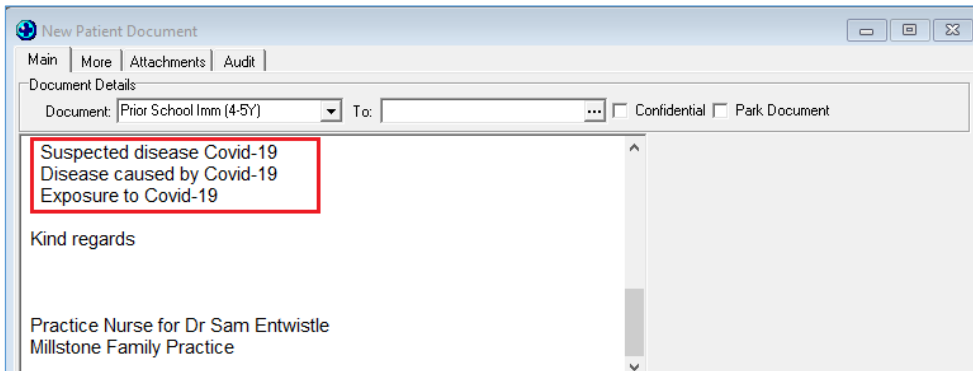 New Patient Document
Main More Attachments Audit
Document Details
Document: Prior School Imm (4-5Y) To: ... Confidential Park Document
Suspected disease Covid-19
Disease caused by Covid-19
Exposure to Covid-19
Kind regards
Practice Nurse for Dr Sam Entwistle
Millstone Family Practice